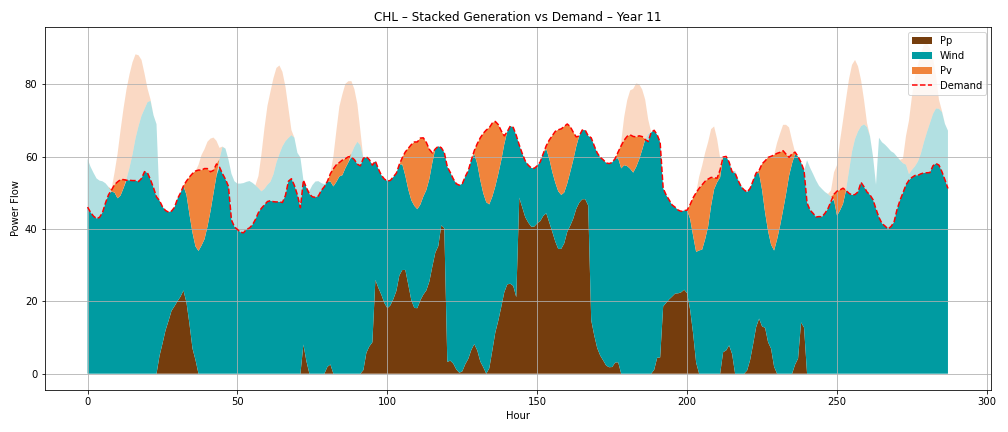 CHL – Stacked Generation vs Demand – Year 11
Pp
Wind
Pv
Demand
Power Flow
80
60
40
20
0
0 50 100 150 200 250 300
Hour